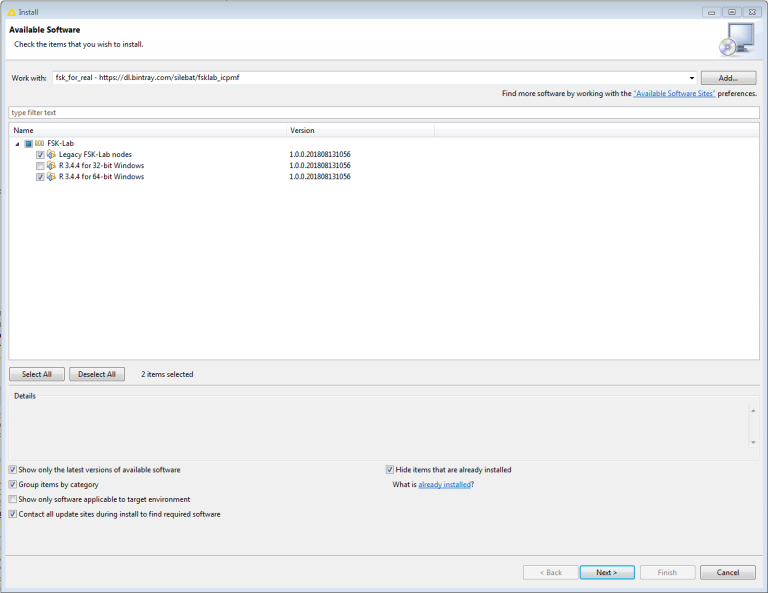 Install
Available Software
Check the items that you wish to install.
Work with: fsk_for_real - https://dl.bintray.com/silebat/fsklab_icpmf Add...
Find more software by working with the "Available Software Sites" preferences.
type filter text
Name Version
FSK-Lab
Legacy FSK-Lab nodes 1.0.0.201808131056
R 3.4.4 for 32-bit Windows 1.0.0.201808131056
R 3.4.4 for 64-bit Windows 1.0.0.201808131056
Select All Deselect All 2 items selected
Details
Show only the latest versions of available software Hide items that are already installed
Group items by category What is already installed?
Show only software applicable to target environment
Contact all update sites during install to find required software
< Back Next > Finish Cancel